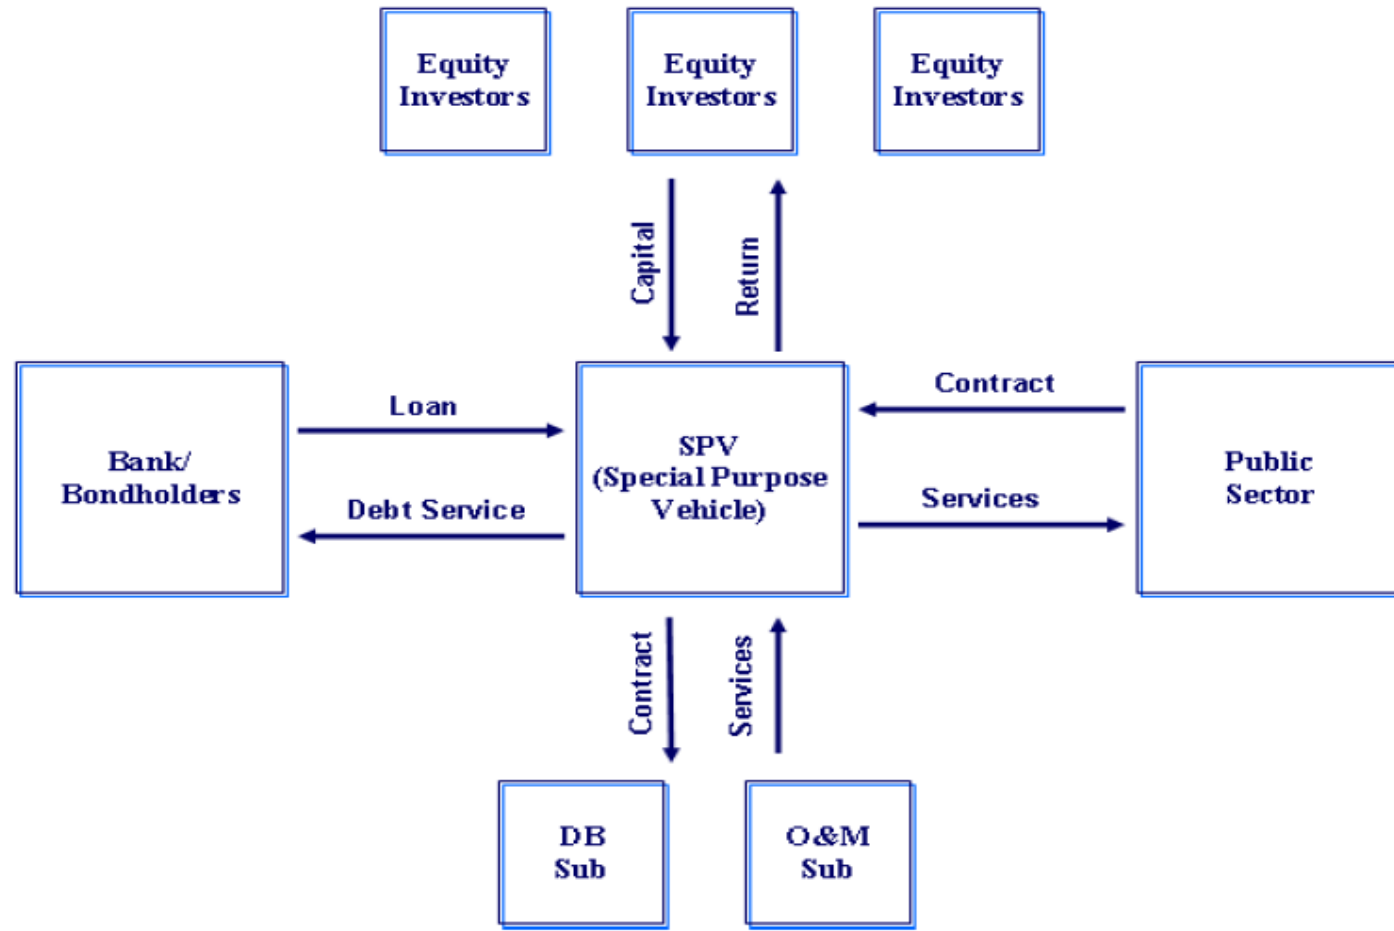 Equity
Investors
Equity
Investors
Equity
Investors
Capital
Return
Bank/
Bondholders
Loan
Debt Service
SPV
(Special Purpose
Vehicle)
Contract
Services
Public
Sector
Contract
Services
DB
Sub
O&M
Sub